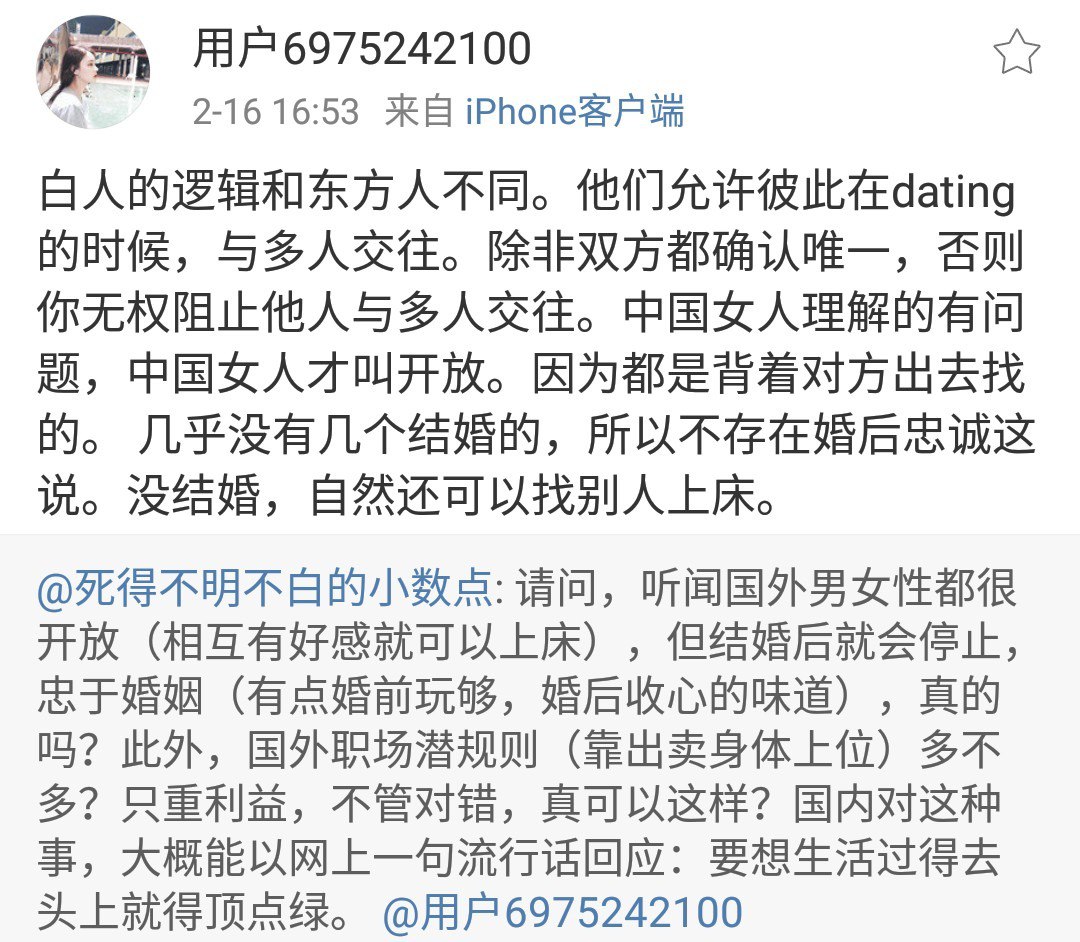 用户6975242100
2-16 16:53 来自 iPhone客户端
白人的逻辑和东方人不同。他们允许彼此在dating
的时候，与多人交往。除非双方都确认唯一，否则
你无权阻止他人与多人交往。中国女人理解的有问
题，中国女人才叫开放。因为都是背着对方出去找
的。 几乎没有几个结婚的，所以不存在婚后忠诚这
说。没结婚，自然还可以找别人上床。
@死得不明不白的小数点: 请问，听闻国外男女性都很
开放（相互有好感就可以上床），但结婚后就会停止，
忠于婚姻（有点婚前玩够，婚后收心的味道），真的
吗？此外，国外职场潜规则（靠出卖身体上位）多不
多？只重利益，不管对错，真可以这样？国内对这种
事，大概能以网上一句流行话回应：要想生活过得去
头上就得顶点绿。 @用户6975242100